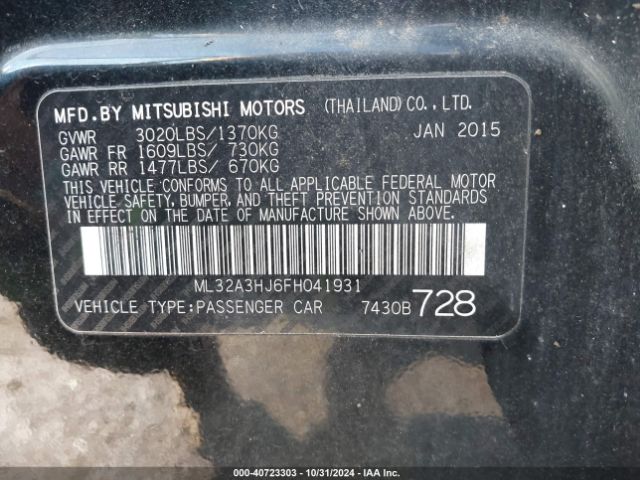 MFD.BY MITSUBISHI MOTORS (THAILAND)CO.,LTD.
GVWR 3020LBS/1370KG JAN 2015
GAWR FR 1609LBS/ 730KG
GAWR RR 1477LBS/ 670KG
THIS VEHICLE CONFORMS TO ALL APPLICABLE FEDERAL MOTOR
VEHICLE SAFETY, BUMPER, AND THEFT PREVENTION STANDARDS
IN EFFECT ON THE DATE OF MANUFACTURE SHOWN ABOVE.
ML32A3HJ6FH041931
VEHICLE TYPE:PASSENGER CAR 7430B 728
000-40723303 - 10/31/2024 - IAA Inc.